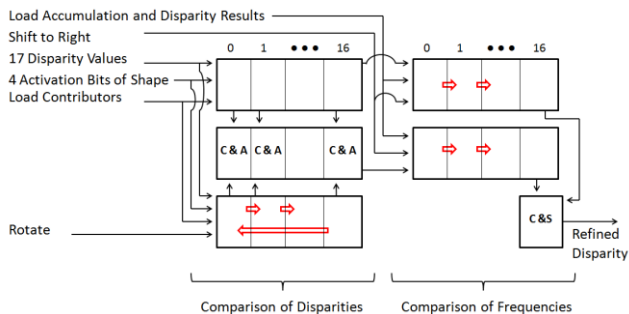 Load Accumulation and Disparity Results
Shift to Right
17 Disparity Values
4 Activation Bits of Shape
Load Contributors
0 1 ●●● 16
0 1 ●●● 16
C & A C & A C & A
C &S
Rotate
Refined
Disparity
Comparison of Disparities
Comparison of Frequencies